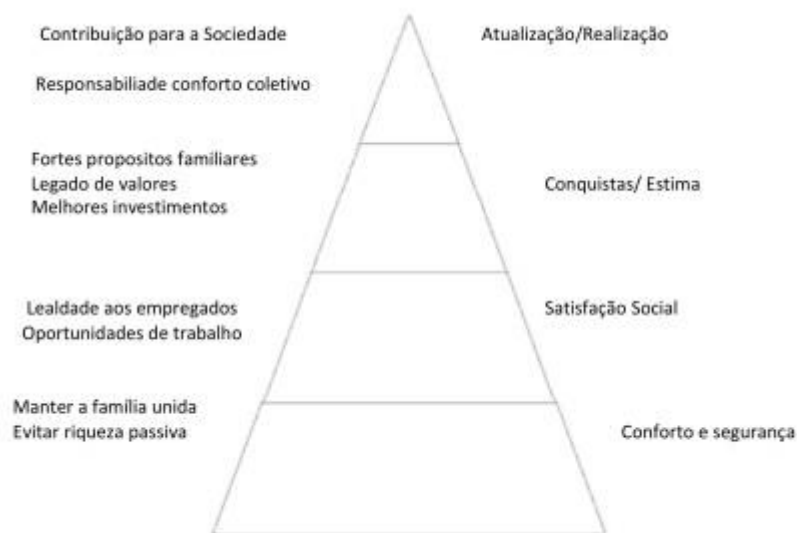 Contribuição para a Sociedade
Atualização/Realização
Responsabiliade conforto coletivo
Fortes propositos familiares
Legado de valores
Melhores investimentos
Conquistas/ Estima
Lealdade aos empregados
Oportunidades de trabalho
Satisfação Social
Manter a família unida
Evitar riqueza passiva
Conforto e segurança